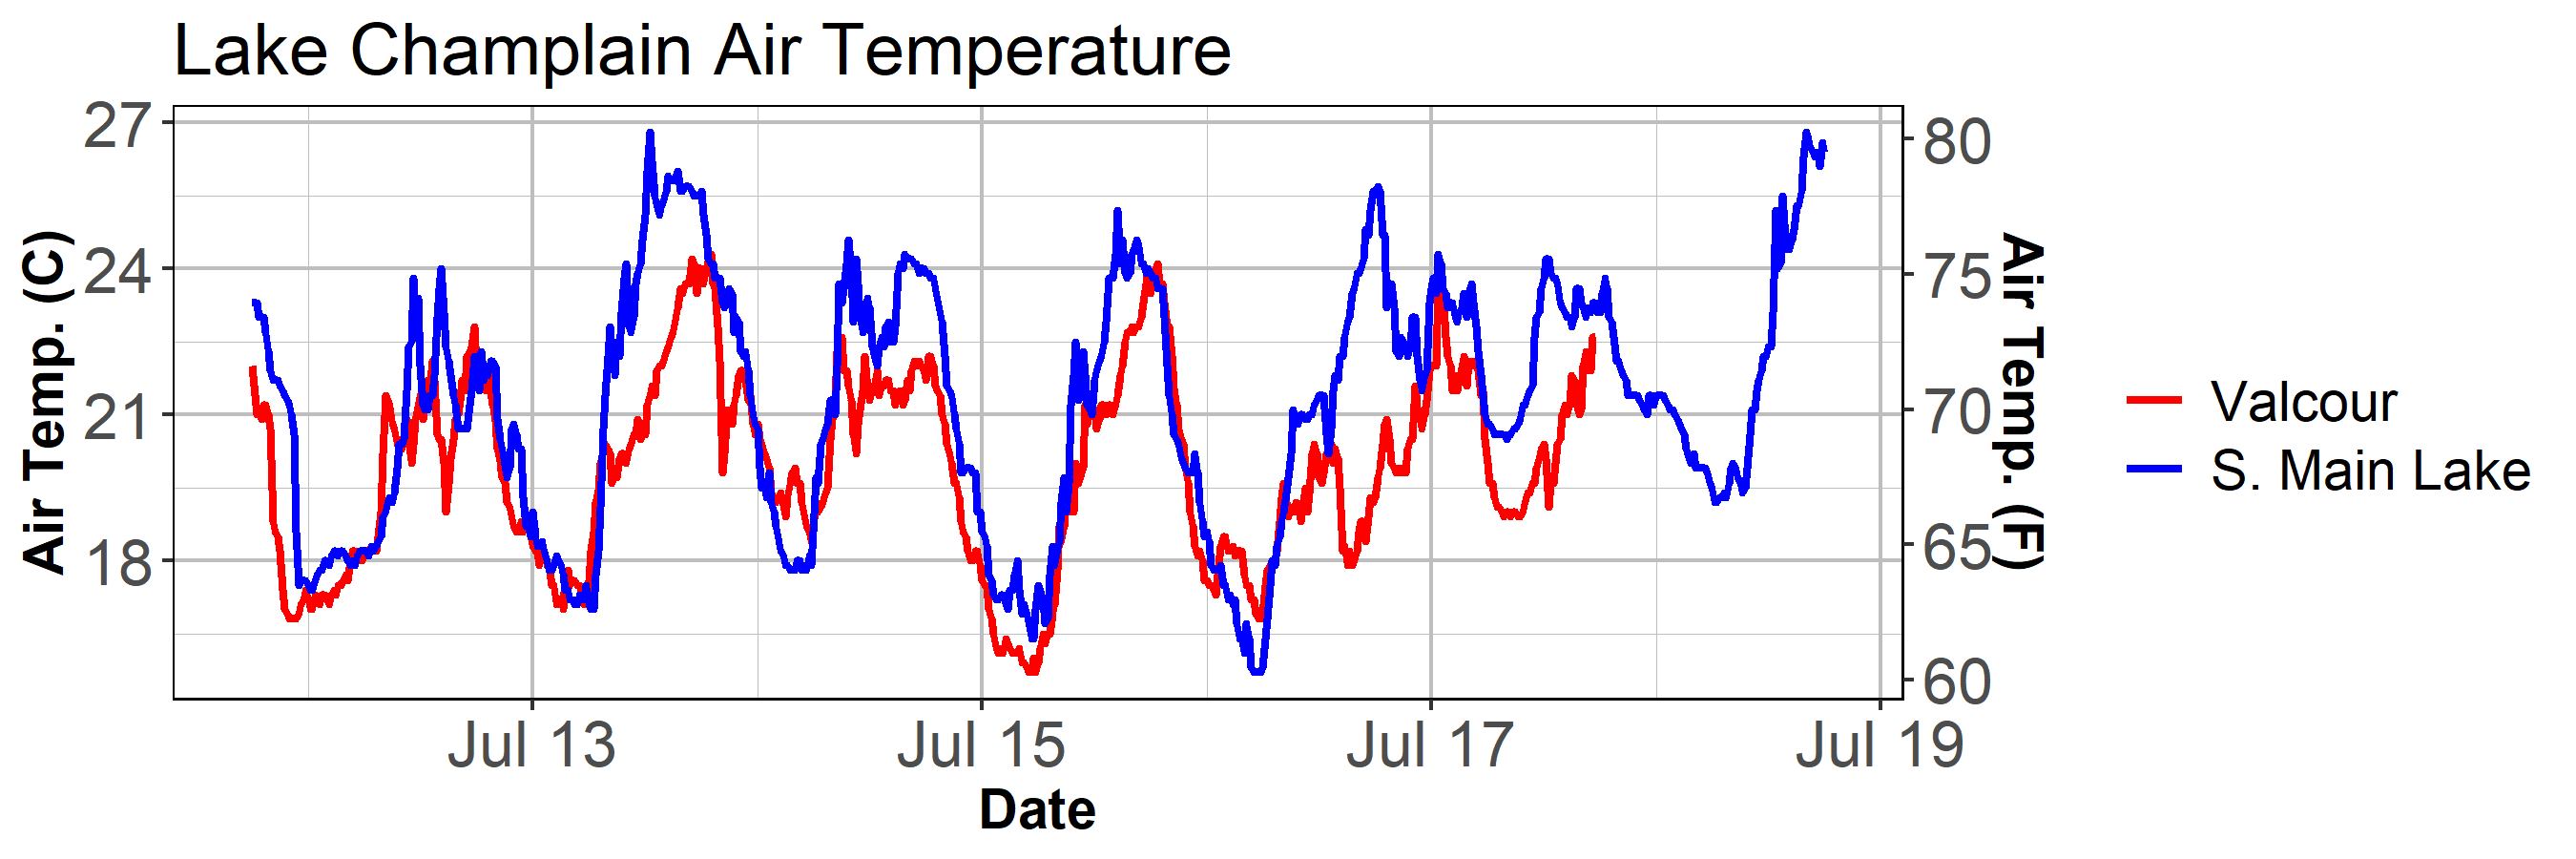 Lake Champlain Air Temperature
27
24
21
18
Air Temp. (C)
80
75
70
65
60
Air Temp. (F)
Jul 13
Jul 15
Jul 17
Jul 19
Date
Valcour
S. Main Lake